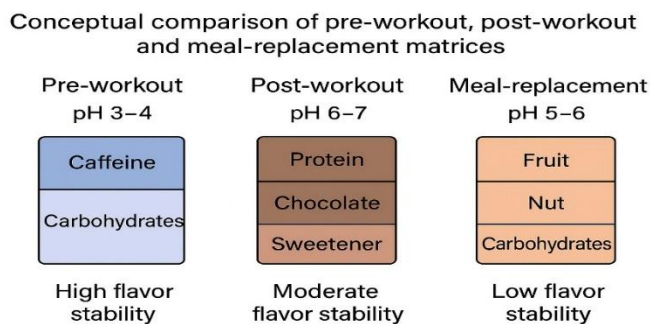 Conceptual comparison of pre-workout, post-workout
and meal-replacement matrices
Pre-workout
pH 3–4
Caffeine
Carbohydrates
High flavor
stability
Post-workout
pH 6–7
Protein
Chocolate
Sweetener
Moderate
flavor stability
Meal-replacement
pH 5–6
Fruit
Nut
Carbohydrates
Low flavor
stability